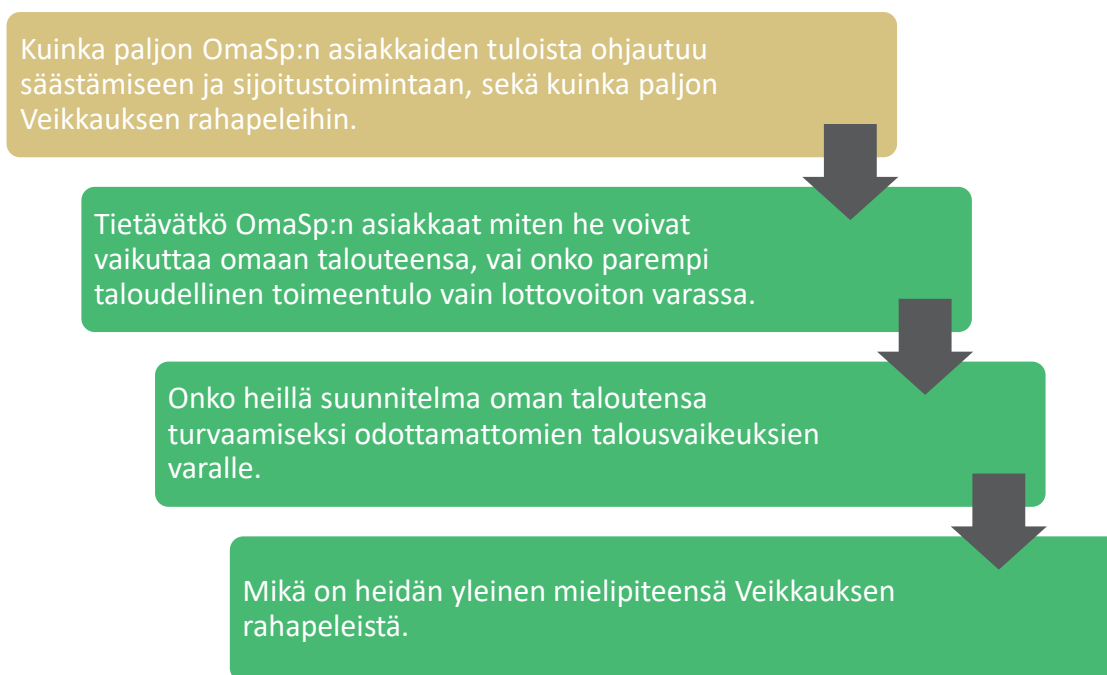 Kuinka paljon OmaSp:n asiakkaiden tuloista ohjautuu
säästämiseen ja sijoitustoimintaan, sekä kuinka paljon
Veikkauksen rahapeleihin.
Tietävätkö OmaSp:n asiakkaat miten he voivat
vaikuttaa omaan talouteensa, vai onko parempi
taloudellinen toimeentulo vain lottovoiton varassa.
Onko heillä suunnitelma oman taloutensa
turvaamiseksi odottamattomien talousvaikeuksien
varalle.
Mikä on heidän yleinen mielipiteensä Veikkauksen
rahapeleistä.